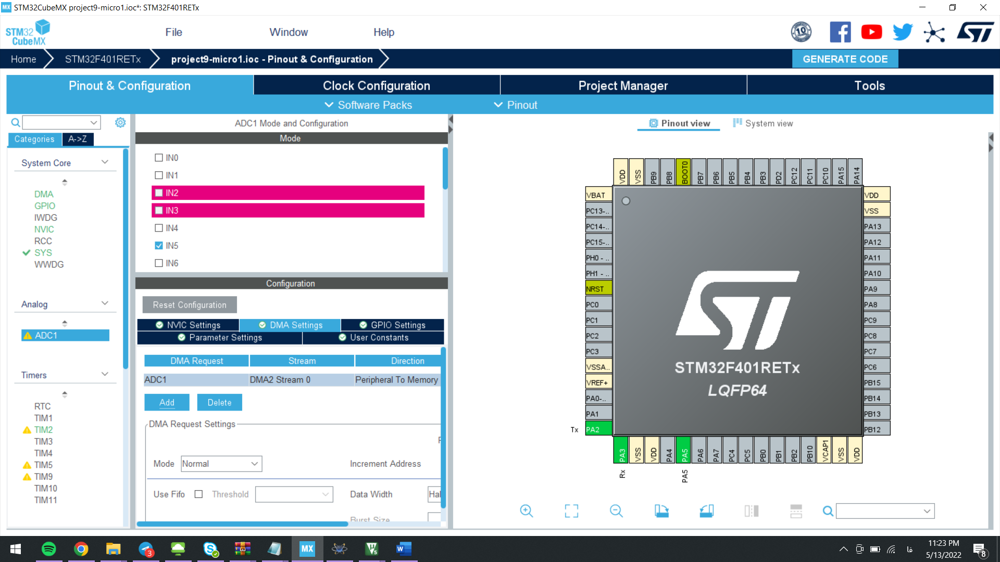 MX STM32CubeMX project9-micro1.ioc*: STM32F401RETx
STM32
CubeMX
File
Window
Help
10
Home
STM32F401RETx
project9-micro1.ioc - Pinout & Configuration
GENERATE CODE
Pinout & Configuration
Clock Configuration
Project Manager
Tools
Software Packs
Pinout
Categories
A->Z
System Core
DMA
GPIO
IWDG
NVIC
RCC
SYS
WWDG
Analog
ADC1
Timers
RTC
TIM1
TIM2
TIM3
TIM4
TIM5
TIM9
TIM10
TIM11
ADC1 Mode and Configuration
Mode
IN0
IN1
IN2
IN3
IN4
IN5
IN6
Configuration
Reset Configuration
NVIC Settings
DMA Settings
GPIO Settings
Parameter Settings
User Constants
DMA Request
Stream
Direction
ADC1
DMA2 Stream 0
Peripheral To Memory
Add
Delete
DMA Request Settings
Mode
Normal
Increment Address
Use Fifo
Threshold
Data Width
Hal
Burst Size
Pinout view
System view
VDD
VSS
PB9
PB8
BOOT0
PB7
PB6
PB5
PB4
PB3
PD2
PC12
PC11
PC10
PA15
PA14
VBAT
PC13-..
PC14-..
PC15-..
PH0 - ..
PH1 - ..
NRST
PC0
PC1
PC2
PC3
VSSA..
VREF+
PA0-..
PA1
Tx
PA2
VDD
VSS
PA13
PA12
PA11
PA10
PA9
PA8
PC9
PC8
PC7
PC6
PB15
PB14
PB13
PB12
STM32F401RETx
LQFP64
PA3
VSS
VDD
PA4
PA5
PA6
PA7
PC4
PC5
PB0
PB1
PB2
PB10
VCAP1
VSS
VDD
Rx
PA5
3
MX
فا
11:23 PM
5/13/2022
8